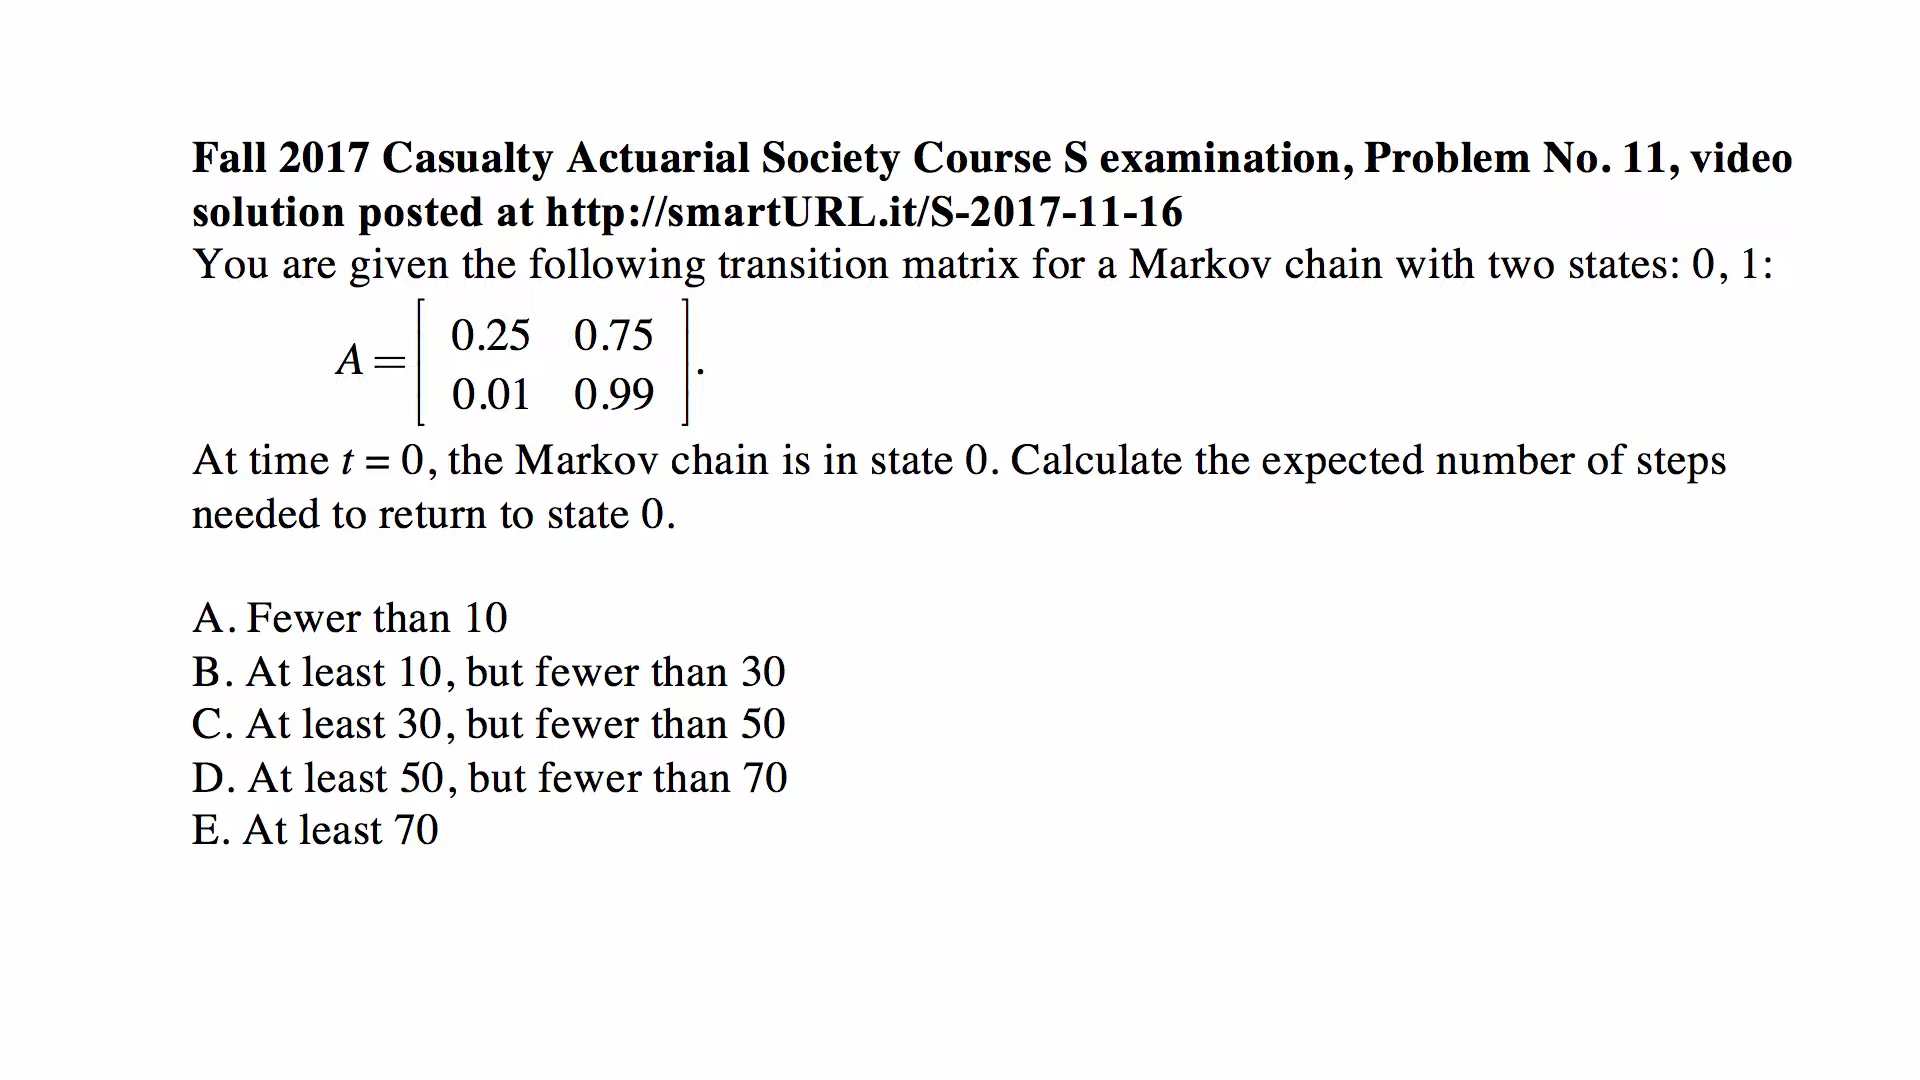 Fall 2017 Casualty Actuarial Society Course S examination, Problem No. 11, video
solution posted at http://smartURL.it/S-2017-11-16
You are given the following transition matrix for a Markov chain with two states: 0, 1:
A = [ 0.25 0.75
0.01 0.99 ].
At time t = 0, the Markov chain is in state 0. Calculate the expected number of steps
needed to return to state 0.
A. Fewer than 10
B. At least 10, but fewer than 30
C. At least 30, but fewer than 50
D. At least 50, but fewer than 70
E. At least 70